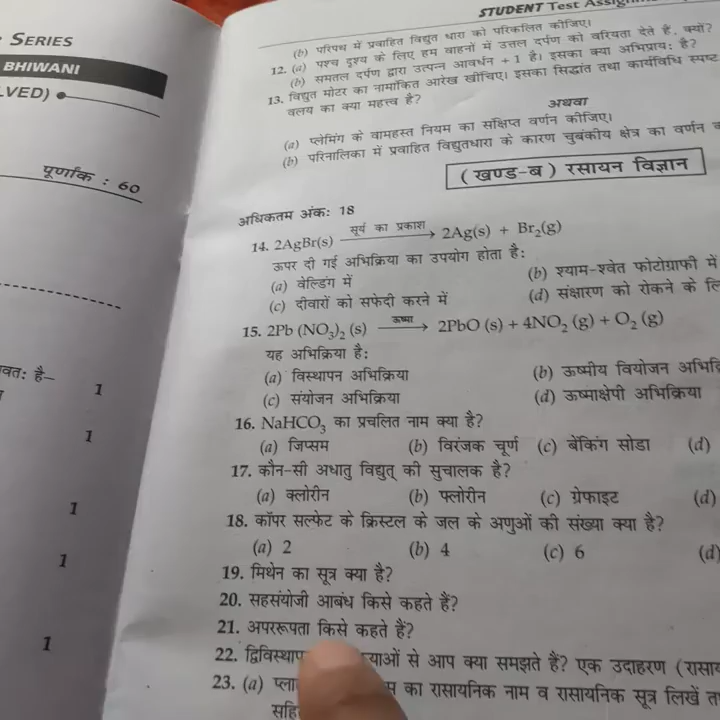 SERIES
BHIWANI
LVED)
पूर्णांक : 60
1
1
1
1
1
STUDENT Test Assignment
(b) परिपथ में प्रवाहित विद्युत धारा को परिकलित कीजिए।
12. (a) पश्च दृश्य के लिए हम वाहनों में उत्तल दर्पण को वरियता देते हैं, क्यों?
(b) समतल दर्पण द्वारा उत्पन्न आवर्धन + 1 है। इसका क्या अभिप्रायः है?
13. विद्युत मोटर का नामांकित आरेख खींचिए। इसका सिद्धांत तथा कार्यविधि स्पष्ट
वलय का क्या महत्त्व है?
अथवा
(a) फ्लेमिंग के वामहस्त नियम का संक्षिप्त वर्णन कीजिए।
(b) परिनालिका में प्रवाहित विद्युतधारा के कारण चुबंकीय क्षेत्र का वर्णन
(खण्ड-ब) रसायन विज्ञान
अधिकतम अंक: 18
14. 2AgBr(s) सूर्य का प्रकाश → 2Ag(s) + Br₂(g)
ऊपर दी गई अभिक्रिया का उपयोग होता है:
(a) वेल्डिंग में (b) श्याम-श्वेत फोटोग्राफी में
(c) दीवारों को सफेदी करने में (d) संक्षारण को रोकने के
15. 2Pb (NO₃)₂ (s) ऊष्मा → 2PbO (s) + 4NO₂ (g) + O₂ (g)
यह अभिक्रिया है:
(a) विस्थापन अभिक्रिया (b) ऊष्मीय वियोजन
(c) संयोजन अभिक्रिया (d) ऊष्माक्षेपी अभिक्रिया
16. NaHCO₃ का प्रचलित नाम क्या है?
(a) जिप्सम (b) विरंजक चूर्ण (c) बेकिंग सोडा (d)
17. कौन-सी अधातु विद्युत् की सुचालक है?
(a) क्लोरीन (b) फ्लोरीन (c) ग्रेफाइट (d)
18. कॉपर सल्फेट के क्रिस्टल के जल के अणुओं की संख्या क्या है?
(a) 2 (b) 4 (c) 6 (d)
19. मिथेन का सूत्र क्या है?
20. सहसंयोजी आबंध किसे कहते हैं?
21. अपररूपता किसे कहते हैं?
22. द्विविस्थाप याओं से आप क्या समझते हैं? एक उदाहरण
23. (a) प्ला का रासायनिक नाम व रासायनिक सूत्र लिखें